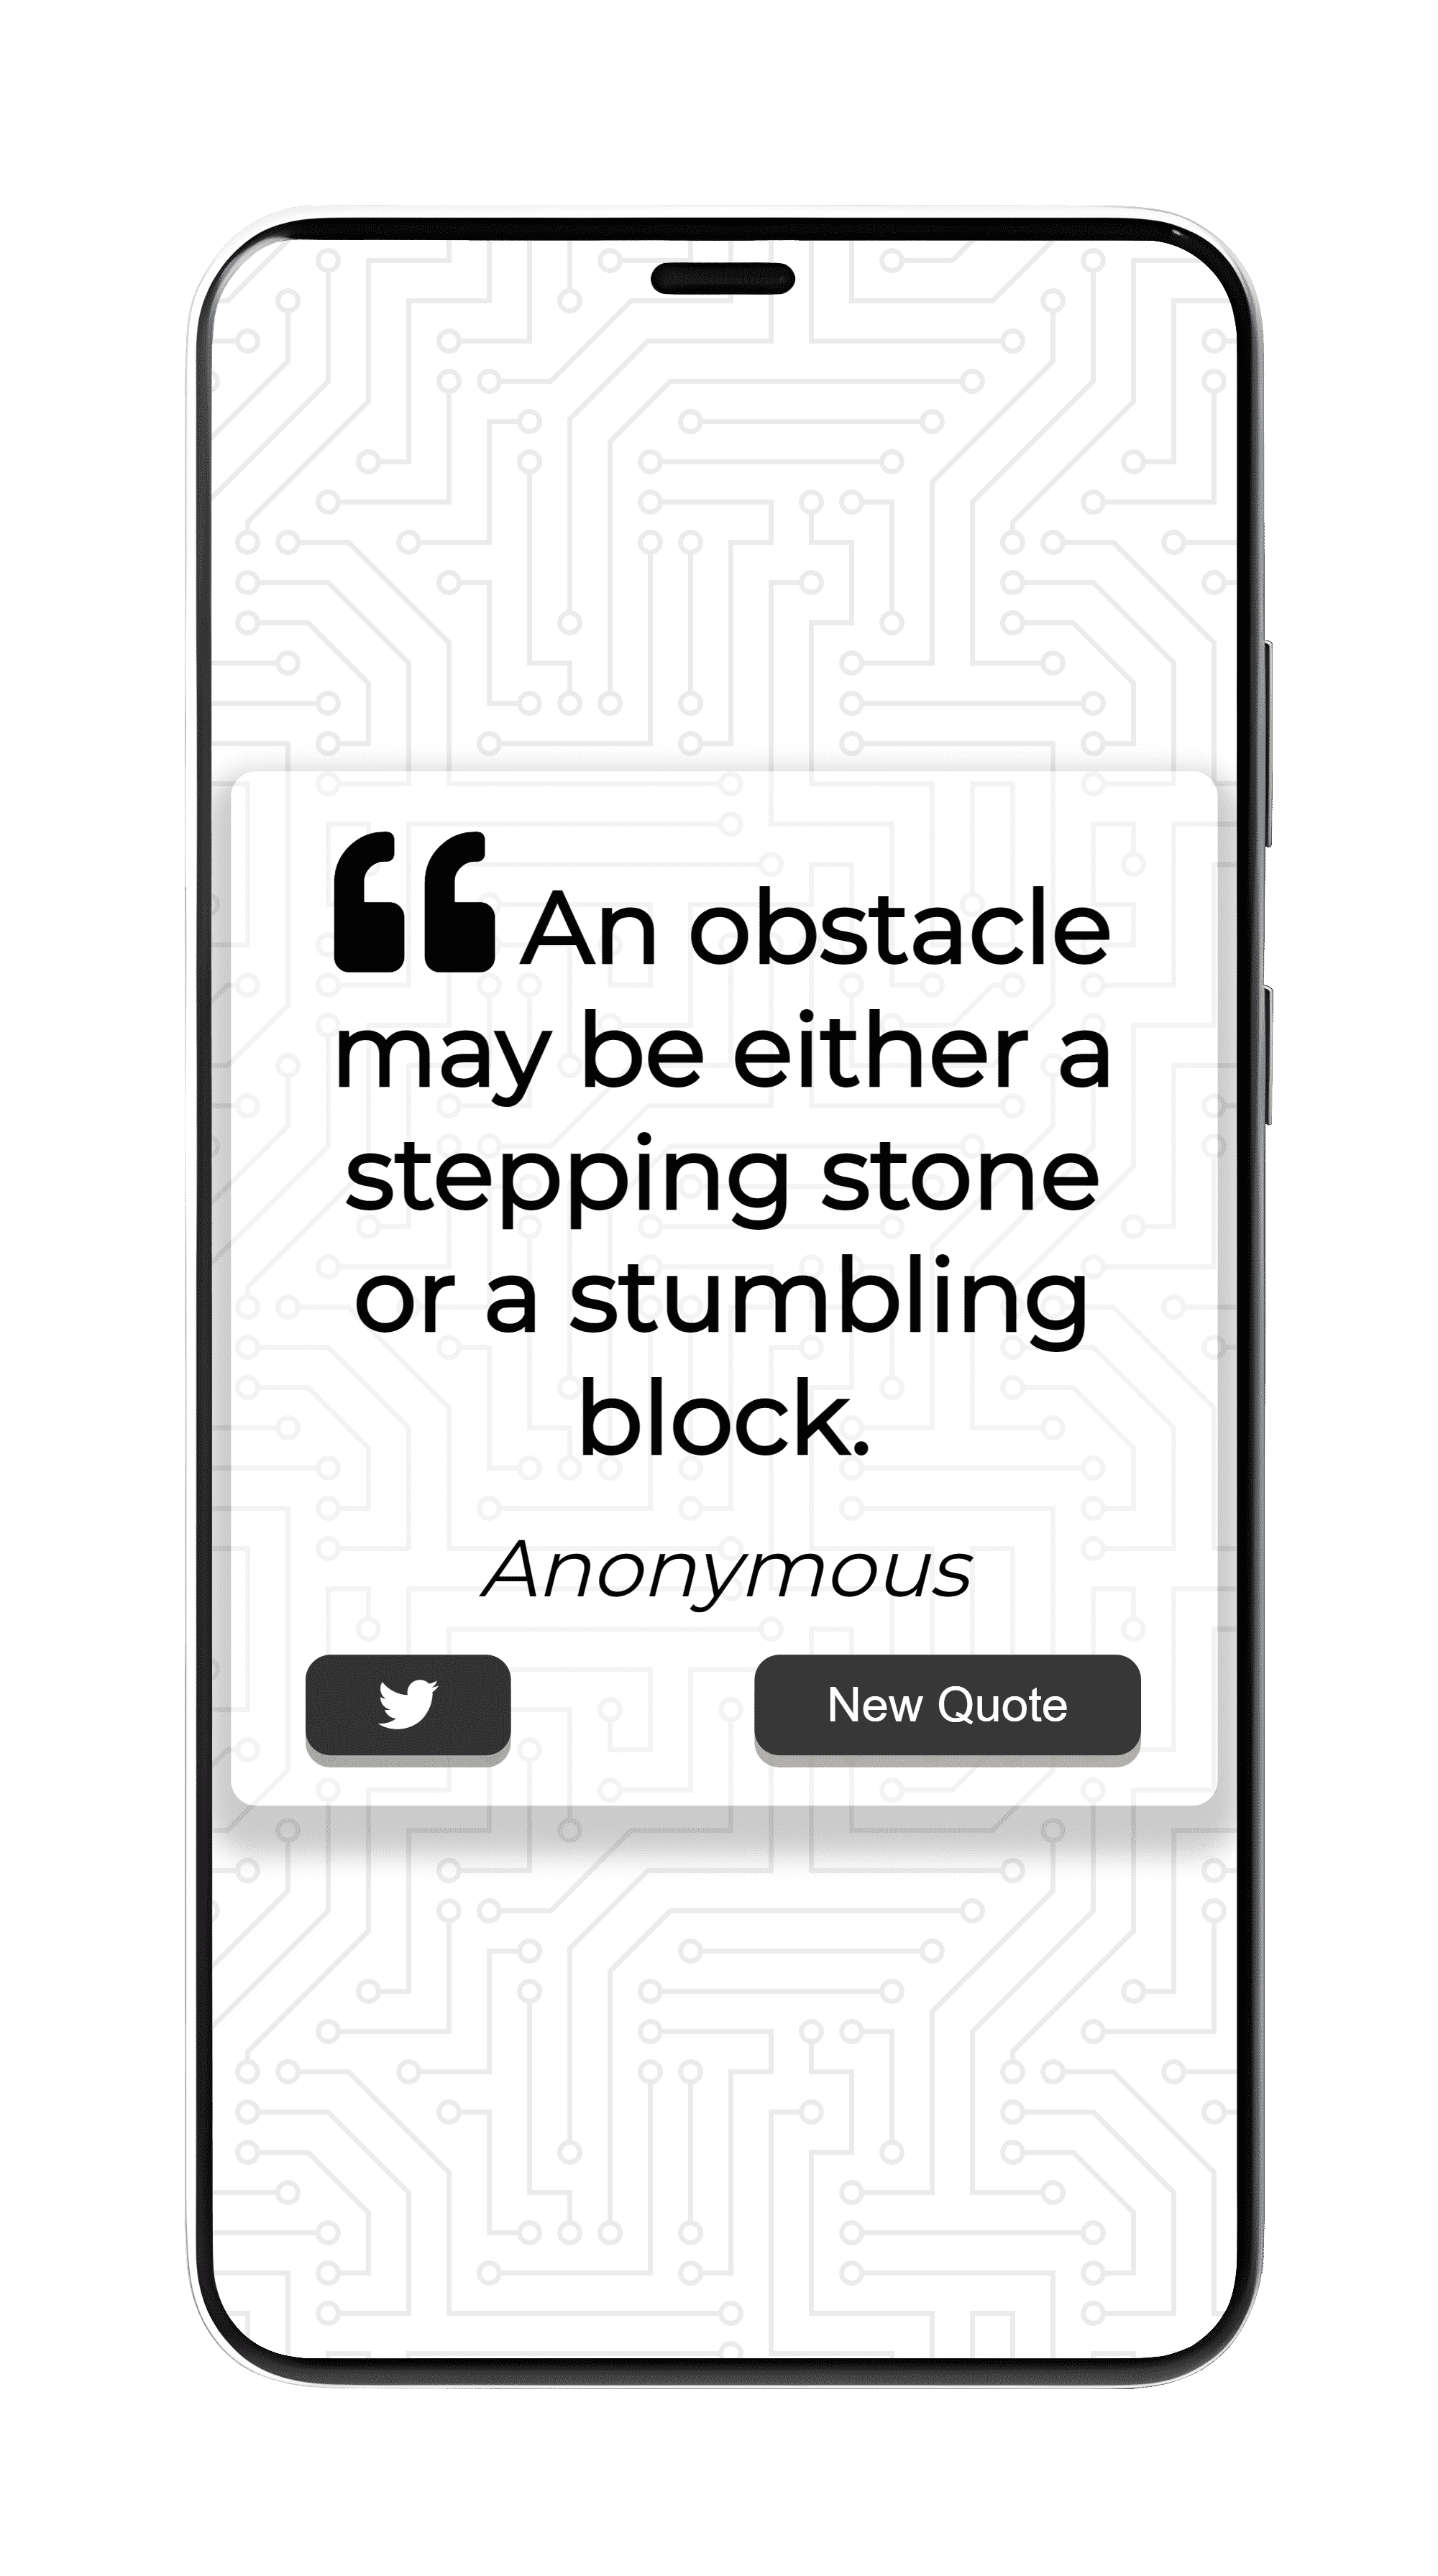 “ An obstacle
may be either a
stepping stone
or a stumbling
block.
Anonymous
New Quote